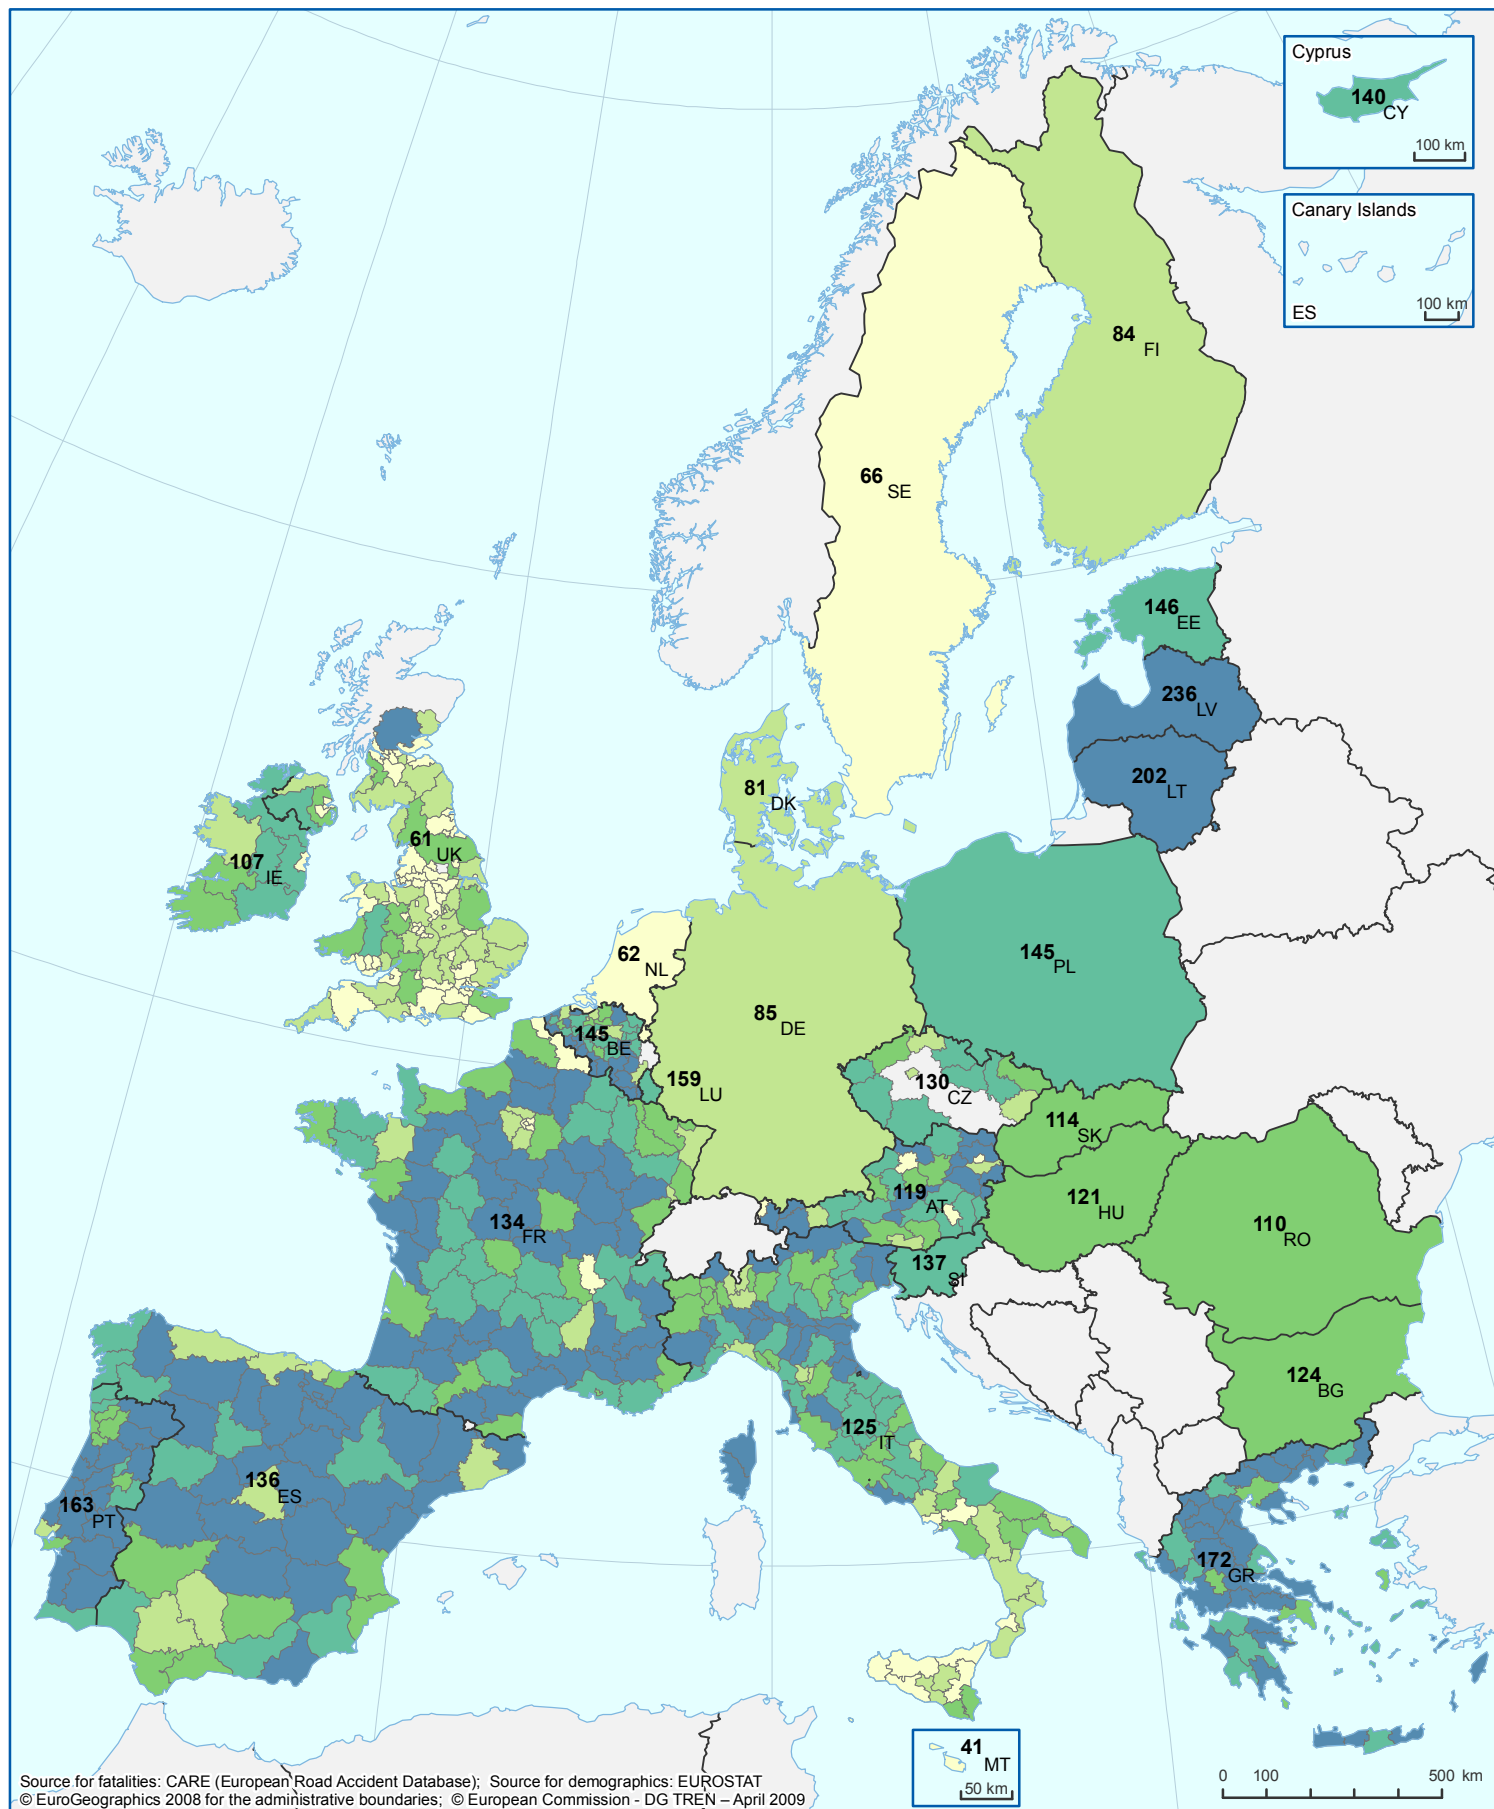 Cyprus
140
CY
100 km
Canary Islands
100 km
ES
84
FI
66
SE
146
EE
236
LV
202
LT
81
DK
61
UK
107
IE
62
NL
145
PL
85
DE
145
BE
159
LU
130
CZ
114
SK
119
AT
121
HU
134
FR
110
RO
137
SI
124
BG
125
IT
136
ES
163
PT
172
GR
41
MT
50 km
Source for fatalities: CARE (European Road Accident Database); Source for demographics: EUROSTAT
© EuroGeographics 2008 for the administrative boundaries; © European Commission - DG TREN – April 2009
0 100 500 km